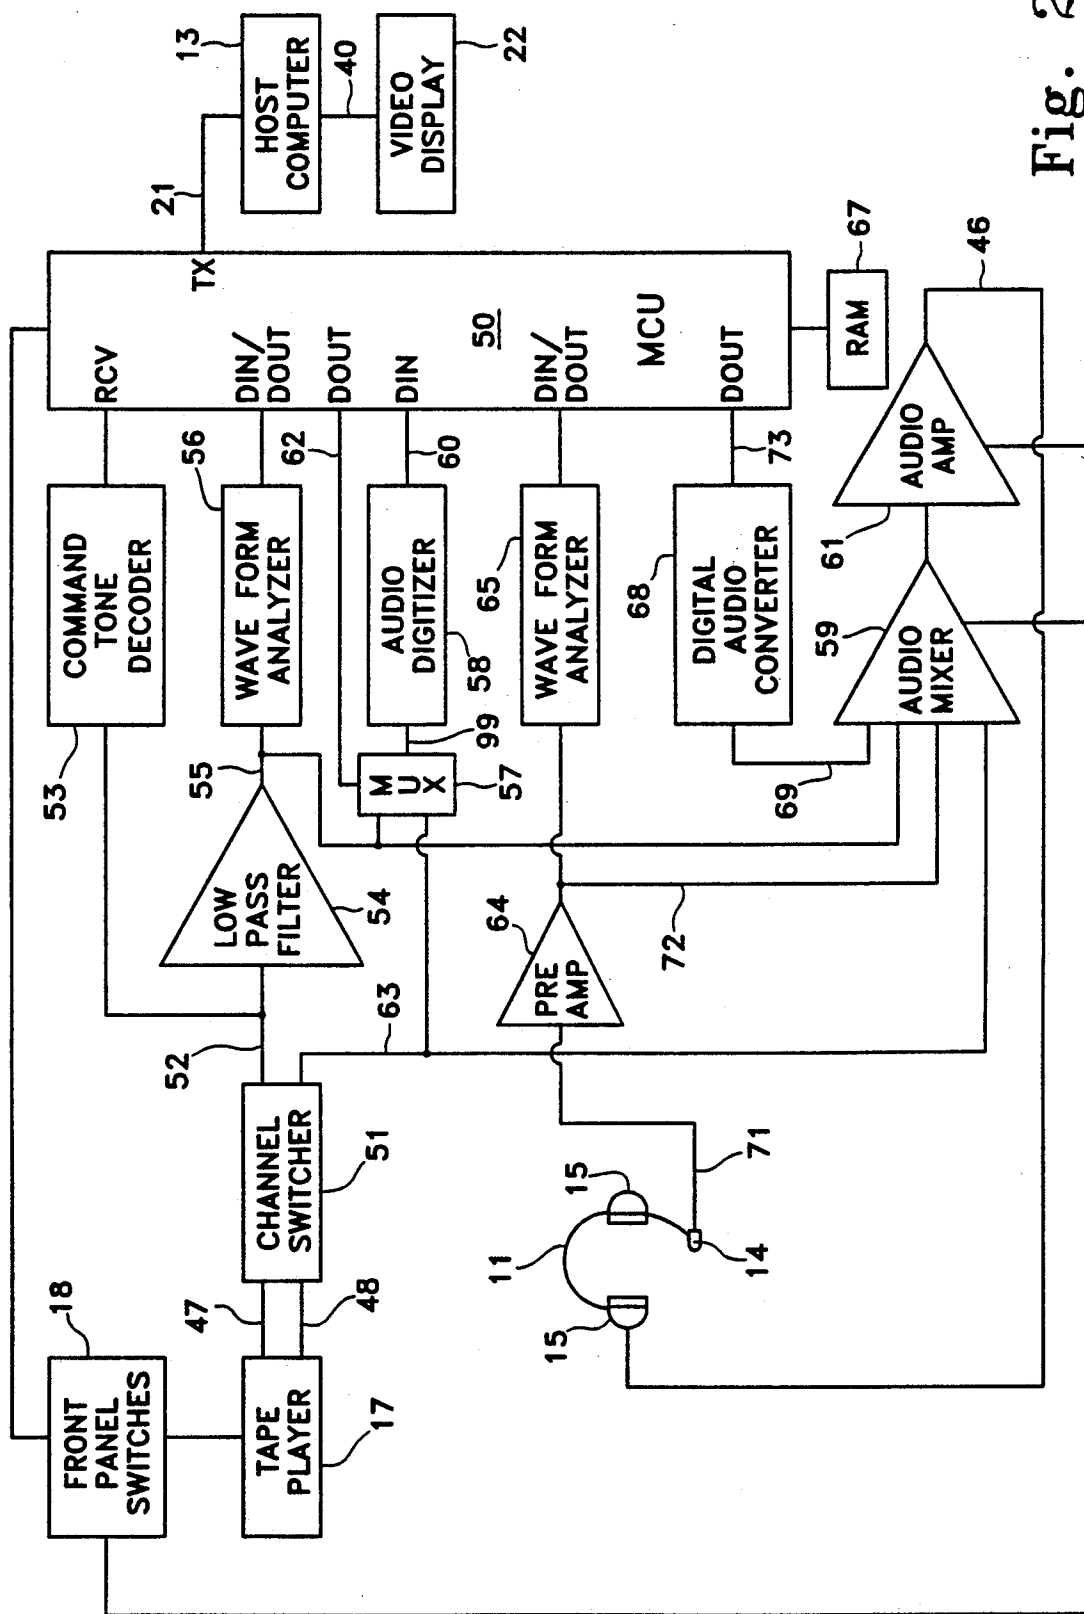 18
FRONT
PANEL
SWITCHES
TAPE
PLAYER
17
47
48
CHANNEL
SWITCHER
51
52
63
53
COMMAND
TONE
DECODER
LOW
PASS
FILTER
54
55
56
WAVE FORM
ANALYZER
MUX
57
99
AUDIO
DIGITIZER
58
62
60
11
15
15
14
71
PRE
AMP
64
72
65
WAVE FORM
ANALYZER
68
DIGITAL
AUDIO
CONVERTER
69
73
59
AUDIO
MIXER
61
AUDIO
AMP
46
RCV
DIN/
DOUT
DOUT
DIN
DIN/
DOUT
DOUT
TX
50
MCU
RAM
67
21
13
HOST
COMPUTER
40
VIDEO
DISPLAY
22
Fig. 2